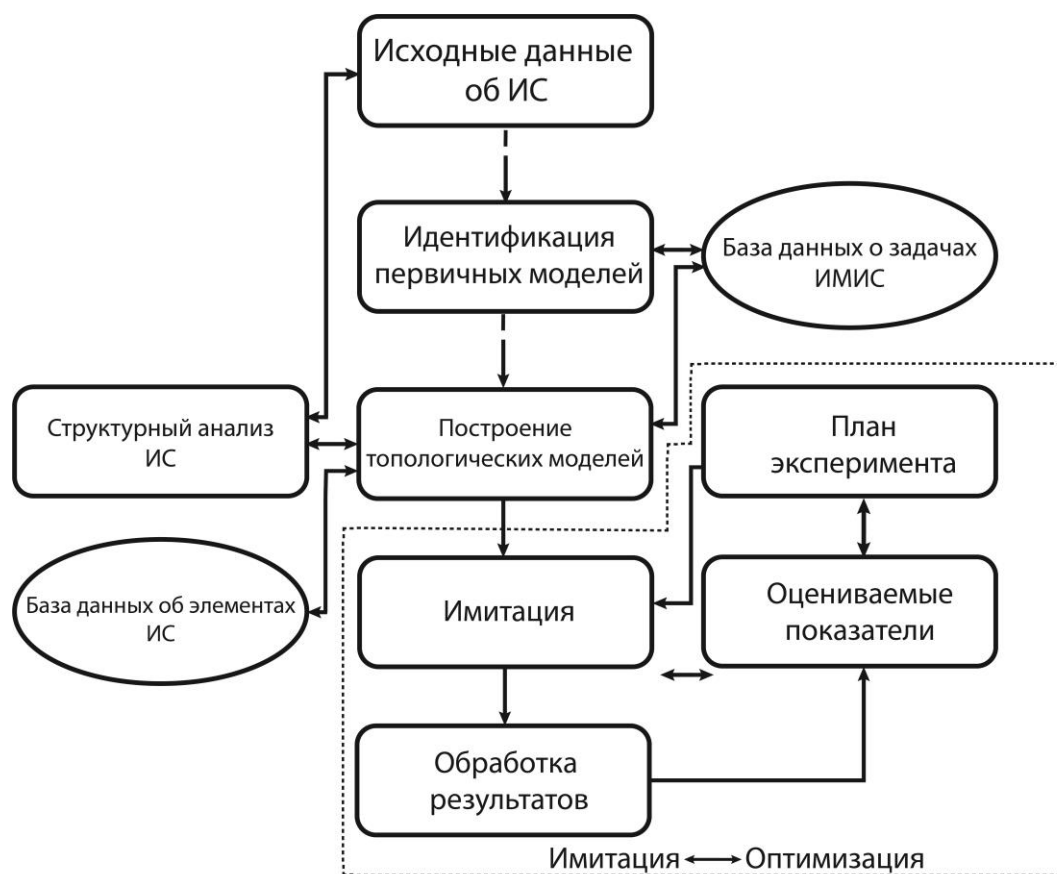 Исходные данные
об ИС
Идентификация
первичных моделей
База данных о задачах
ИМИС
Структурный анализ
ИС
Построение
топологических моделей
План
эксперимента
База данных об элементах
ИС
Имитация
Оцениваемые
показатели
Обработка
результатов
Имитация Оптимизация